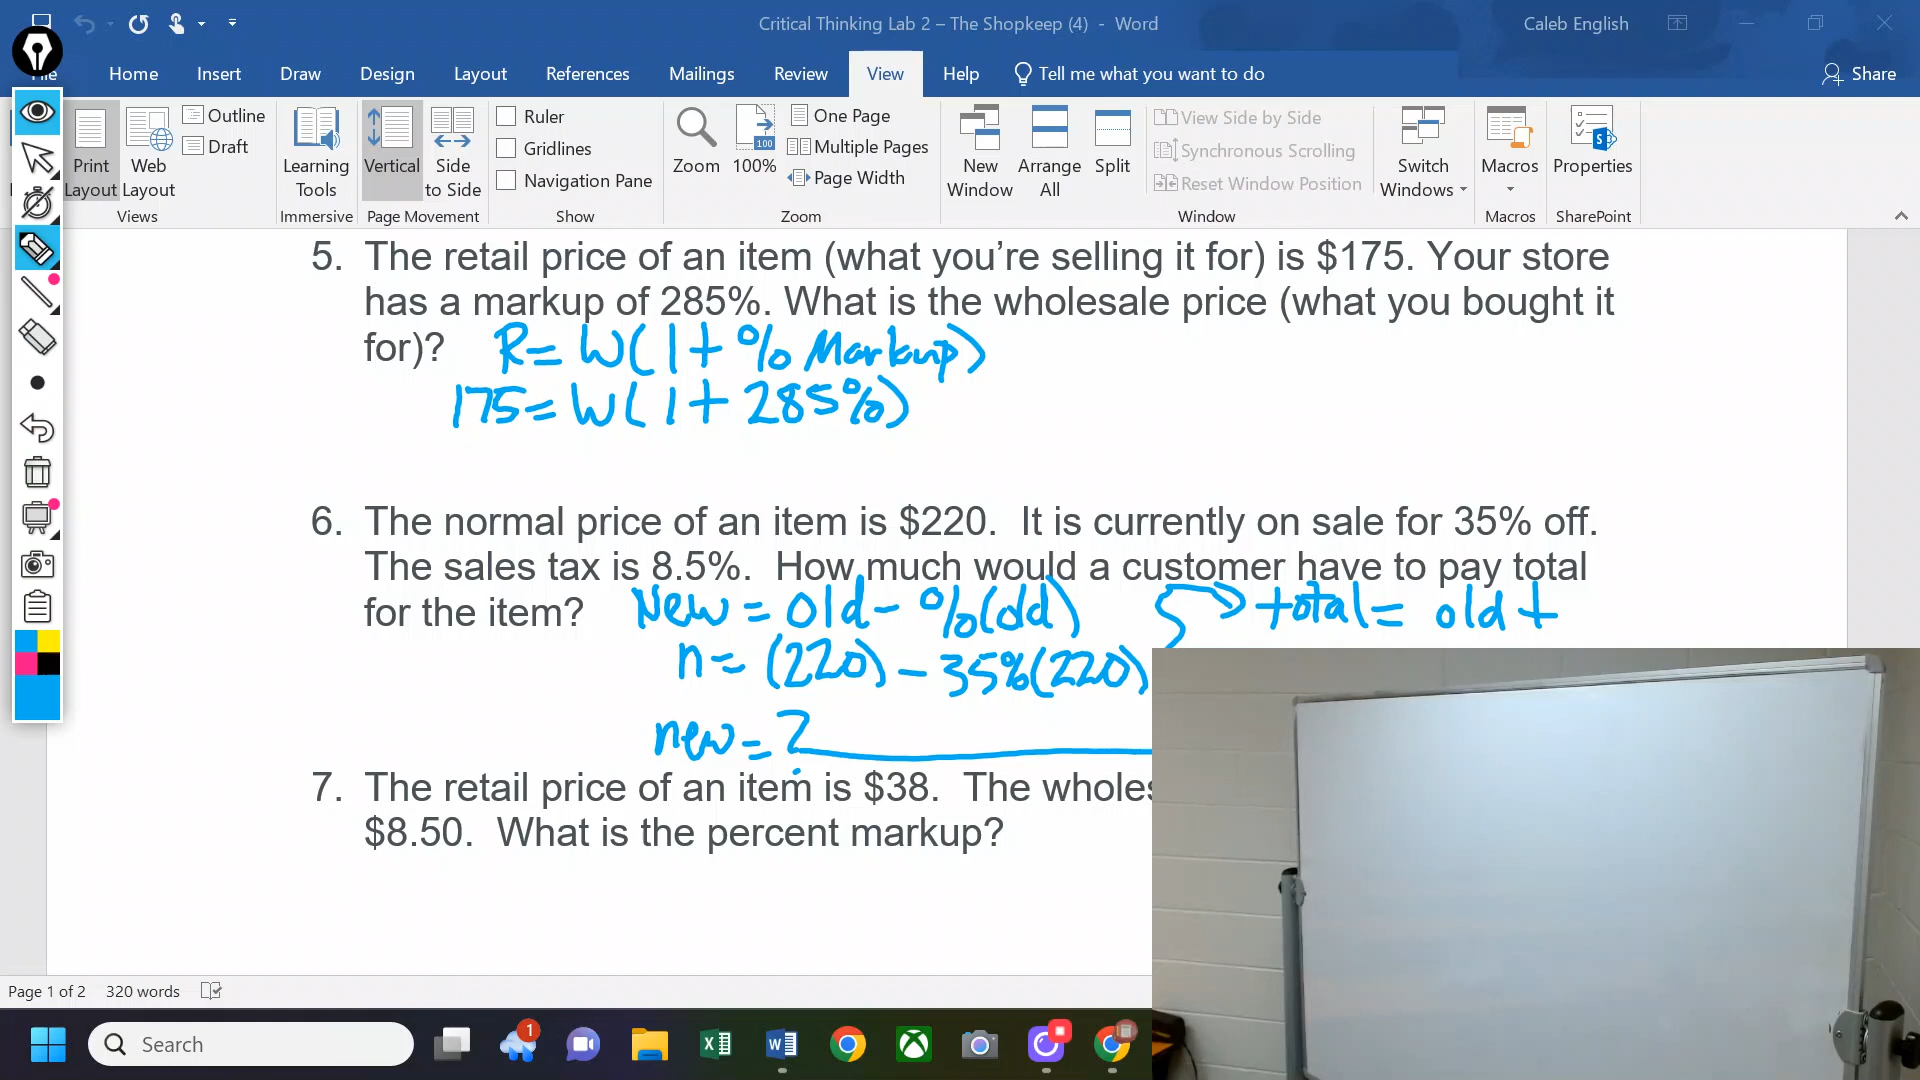 Critical Thinking Lab 2 – The Shopkeep (4) - Word
Caleb English
Home Insert Draw Design Layout References Mailings Review View Help Tell me what you want to do Share
Print Layout
Web Layout
Outline
Draft
Views
Learning Tools
Immersive
Vertical
Side to Side
Page Movement
Ruler
Gridlines
Navigation Pane
Show
Zoom
100
100%
One Page
Multiple Pages
Page Width
Zoom
New Window
Arrange All
Split
View Side by Side
Synchronous Scrolling
Reset Window Position
Switch Windows
Window
Macros
Macros
Properties
SharePoint
5. The retail price of an item (what you’re selling it for) is $175. Your store
has a markup of 285%. What is the wholesale price (what you bought it
for)? R = W(1 + % Markup)
175 = W(1 + 285%)
6. The normal price of an item is $220. It is currently on sale for 35% off.
The sales tax is 8.5%. How much would a customer have to pay total
for the item? New = old - %(old) total = old +
n = (220) - 35%(220)
new = ?
7. The retail price of an item is $38. The wholes
$8.50. What is the percent markup?
Page 1 of 2 320 words
Search
1